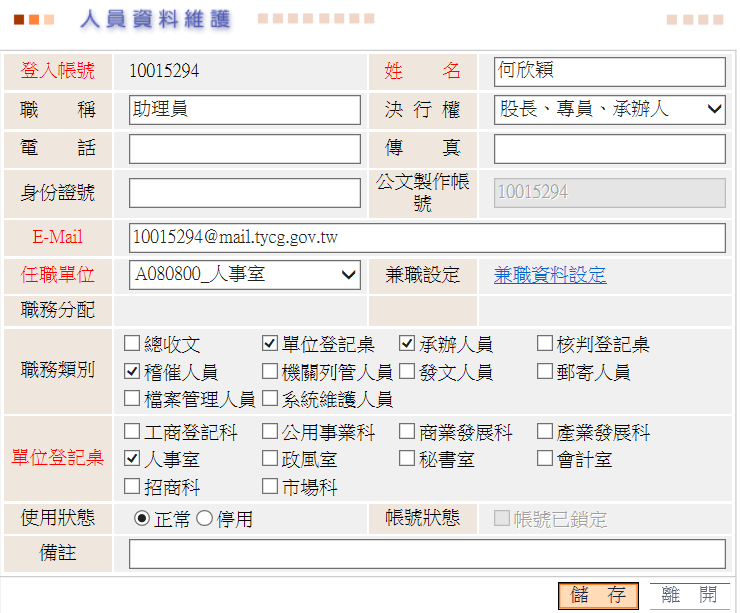 人員資料維護
登入帳號 10015294 姓 名 何欣穎
職 稱 助理員 決 行 權 股長、專員、承辦人
電 話 傳 真
身份證號 公文製作帳號 10015294
E-Mail 10015294@mail.tycg.gov.tw
任職單位 A080800_人事室 兼職設定 兼職資料設定
職務分配
職務類別 總收文 單位登記桌 承辦人員 核判登記桌
稽催人員 機關列管人員 發文人員 郵寄人員
檔案管理人員 系統維護人員
單位登記桌 工商登記科 公用事業科 商業發展科 產業發展科
人事室 政風室 秘書室 會計室
招商科 市場科
使用狀態 正常 停用 帳號狀態 帳號已鎖定
備註
儲 存 離 開